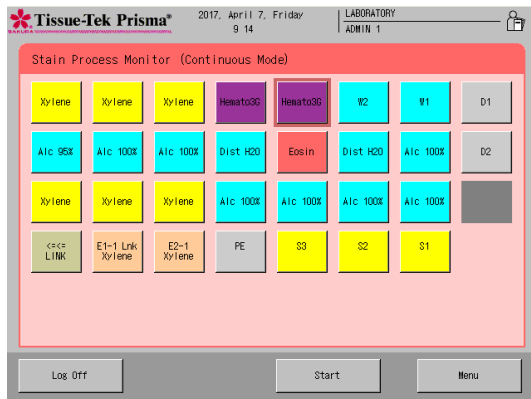 Tissue-Tek Prisma®
SAKURA
2017, April 7, Friday
9 14
LABORATORY
ADMIN 1
Stain Process Monitor (Continuous Mode)
Xylene Xylene Xylene Hemato3G Hemato3G W2 W1 D1
Alc 95% Alc 100% Alc 100% Dist H2O Eosin Dist H2O Alc 100% D2
Xylene Xylene Xylene Alc 100% Alc 100% Alc 100% Alc 100%
<=<= E1-1 Lnk E2-1 PE S3 S2 S1
LINK Xylene Xylene
Log Off Start Menu